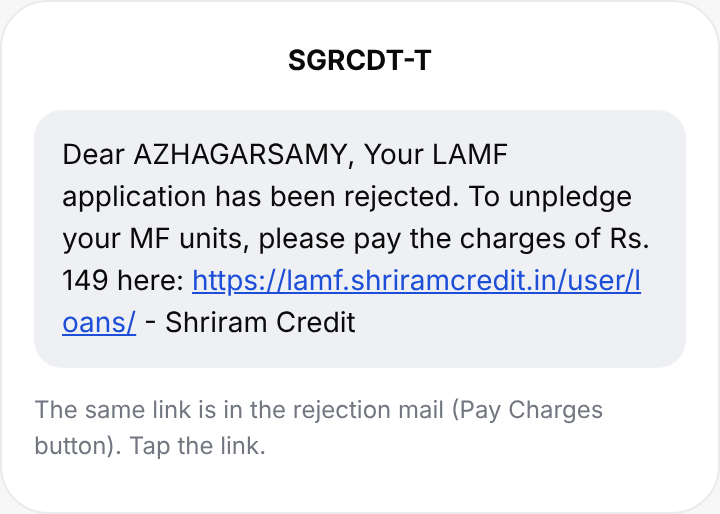 SGRCDT-T
Dear AZHAGARSAMY, Your LAMF
application has been rejected. To unpledge
your MF units, please pay the charges of Rs.
149 here: https://lamf.shriramcredit.in/user/l
oans/ - Shriram Credit
The same link is in the rejection mail (Pay Charges
button). Tap the link.